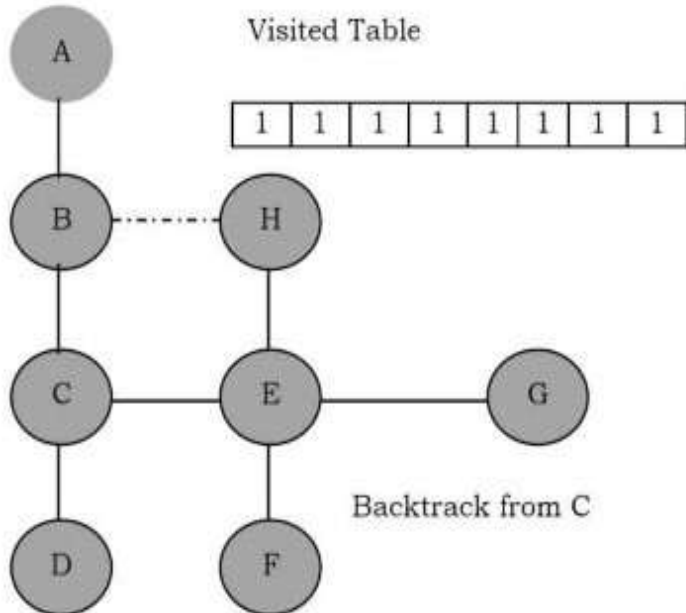 A
Visited Table
1 1 1 1 1 1 1 1
B H
C E G
Backtrack from C
D F